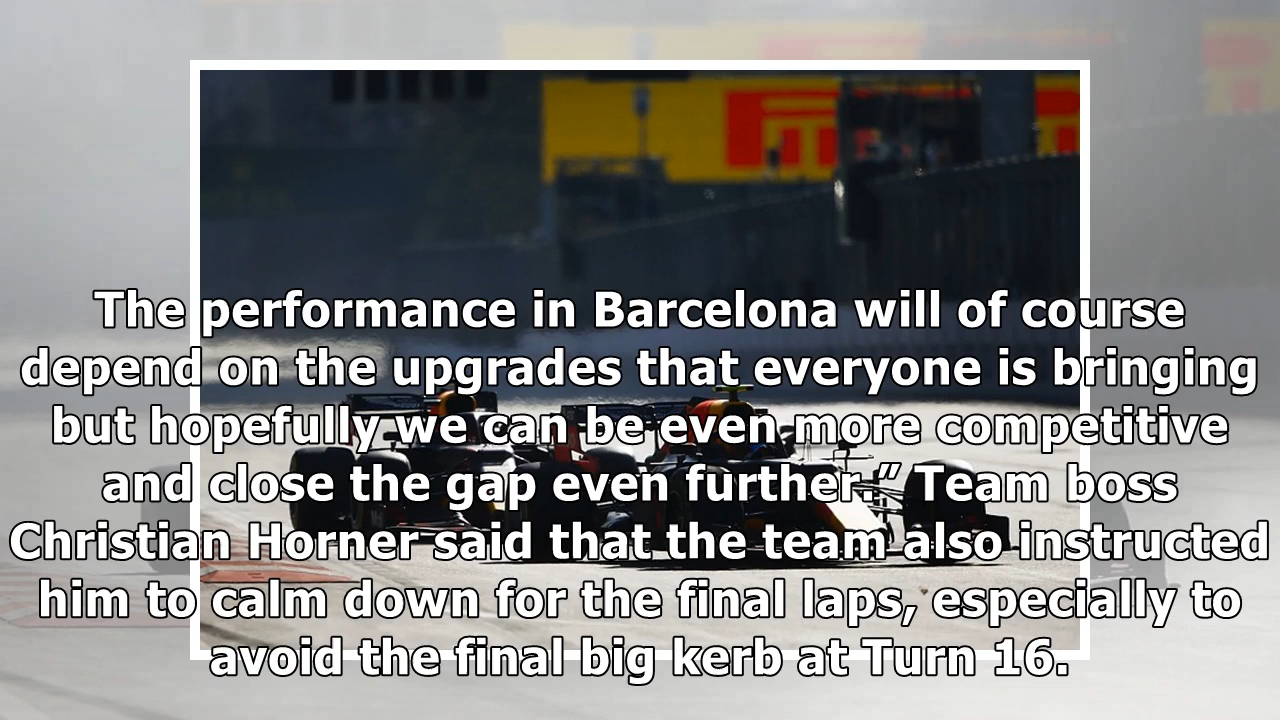 The performance in Barcelona will of course
depend on the upgrades that everyone is bringing
but hopefully we can be even more competitive
and close the gap even further.” Team boss
Christian Horner said that the team also instructed
him to calm down for the final laps, especially to
avoid the final big kerb at Turn 16.